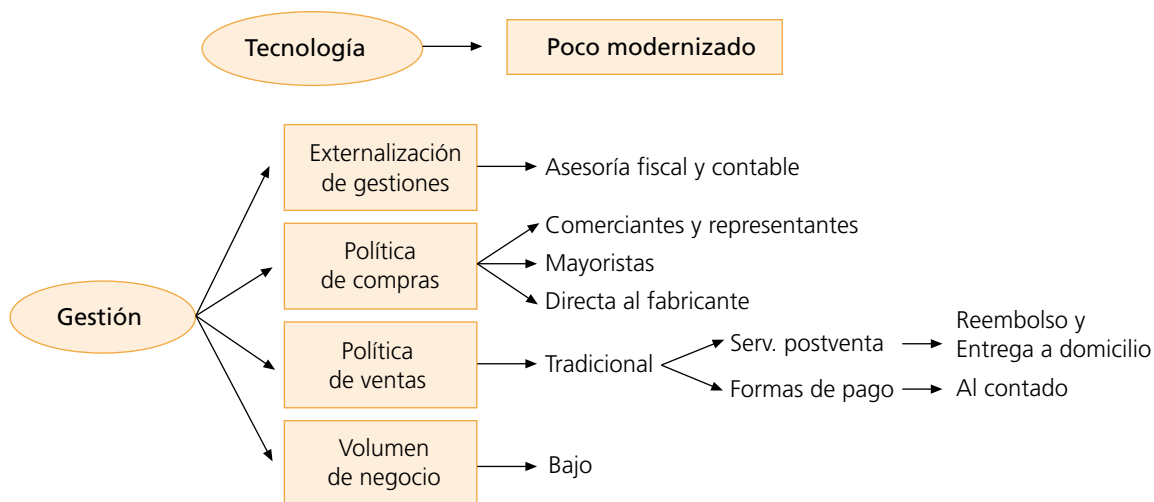 Tecnología
Poco modernizado
Externalización
de gestiones
Asesoría fiscal y contable
Comerciantes y representantes
Política
de compras
Mayoristas
Directa al fabricante
Gestión
Política
de ventas
Tradicional
Serv. postventa
Reembolso y
Entrega a domicilio
Formas de pago
Al contado
Volumen
de negocio
Bajo